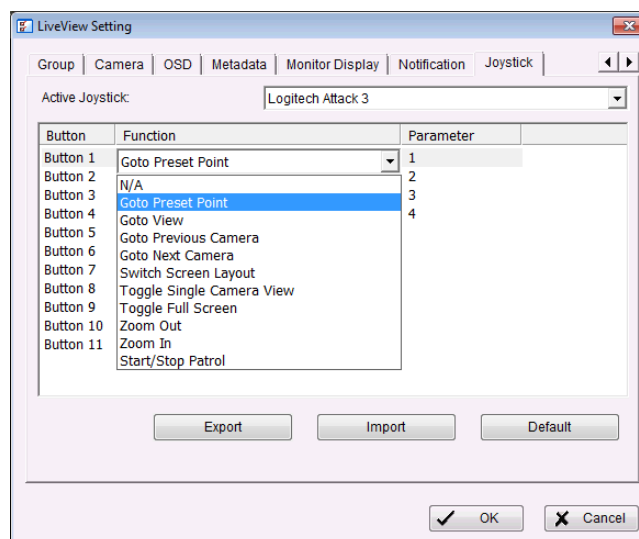 LiveView Setting
Group Camera OSD Metadata Monitor Display Notification Joystick
Active Joystick: Logitech Attack 3
Button Function Parameter
Button 1 Goto Preset Point 1
Button 2 2
Button 3 3
Button 4 4
Button 5
Button 6
Button 7
Button 8
Button 9
Button 10
Button 11
N/A
Goto Preset Point
Goto View
Goto Previous Camera
Goto Next Camera
Switch Screen Layout
Toggle Single Camera View
Toggle Full Screen
Zoom Out
Zoom In
Start/Stop Patrol
Export Import Default
OK Cancel